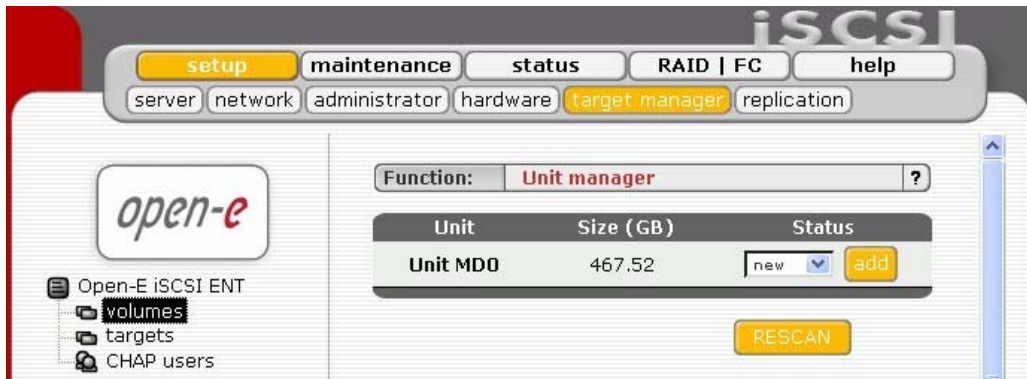 iSCSI
setup maintenance status RAID | FC help
server network administrator hardware target manager replication
open-e
Open-E iSCSI ENT
volumes
targets
CHAP users
Function: Unit manager ?
Unit Size (GB) Status
Unit MD0 467.52 new add
RESCAN